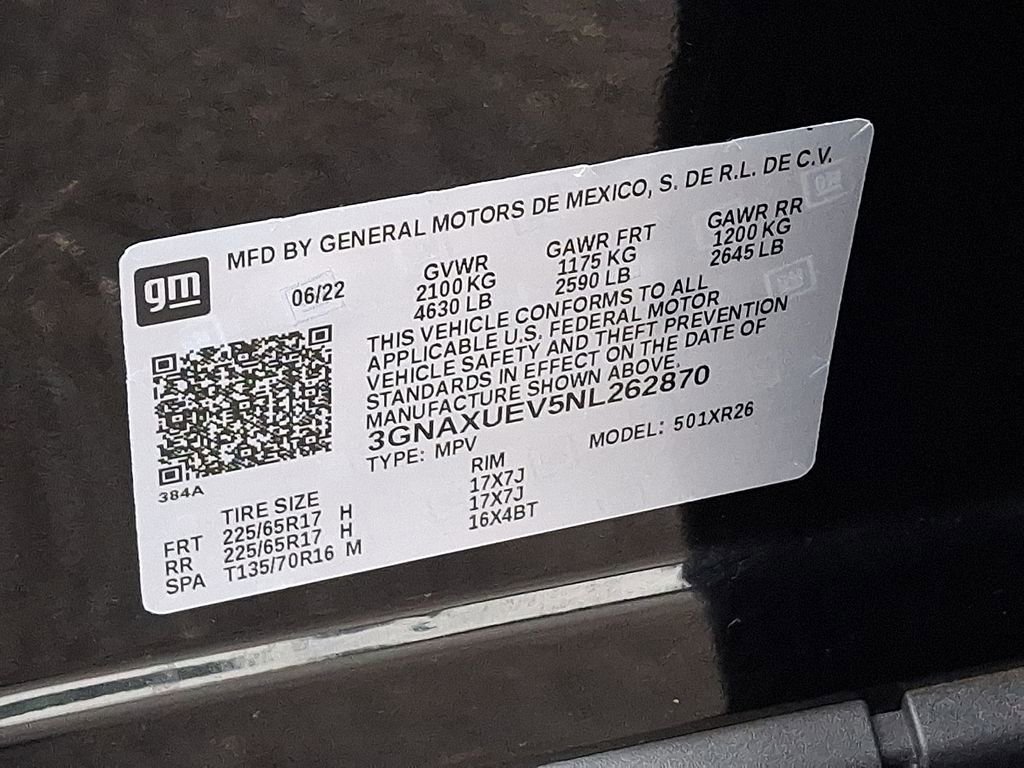 MFD BY GENERAL MOTORS DE MEXICO, S. DE R.L. DE C.V.
gm
06/22
GVWR GAWR FRT GAWR RR
2100 KG 1175 KG 1200 KG
4630 LB 2590 LB 2645 LB
THIS VEHICLE CONFORMS TO ALL
APPLICABLE U.S. FEDERAL MOTOR
VEHICLE SAFETY AND THEFT PREVENTION
STANDARDS IN EFFECT ON THE DATE OF
MANUFACTURE SHOWN ABOVE.
3GNAXUEV5NL262870
TYPE: MPV MODEL: 501XR26
384A
TIRE SIZE RIM
FRT 225/65R17 H 17X7J
RR 225/65R17 H 17X7J
SPA T135/70R16 M 16X4BT